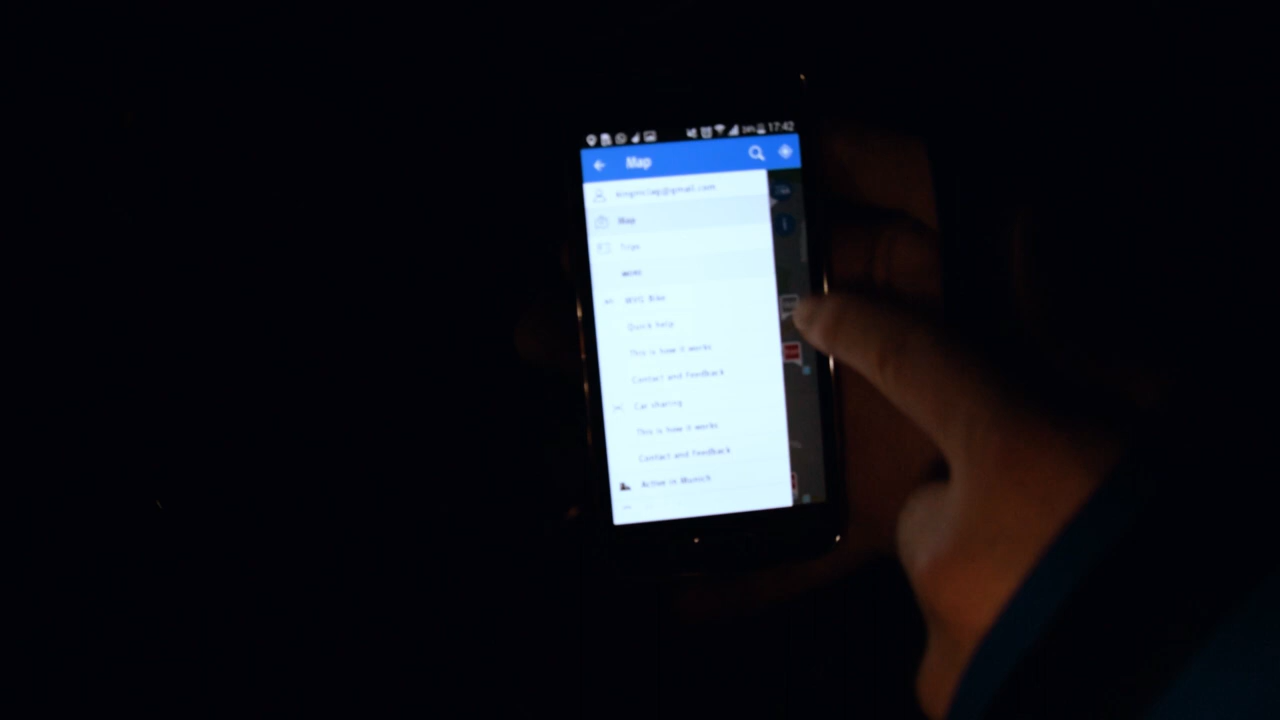 17:42
Map
Map
Trips
MORE
MVG Rad
Quick help
This is how it works
Contact and feedback
Car sharing
This is how it works
Contact and feedback
Active in Munich